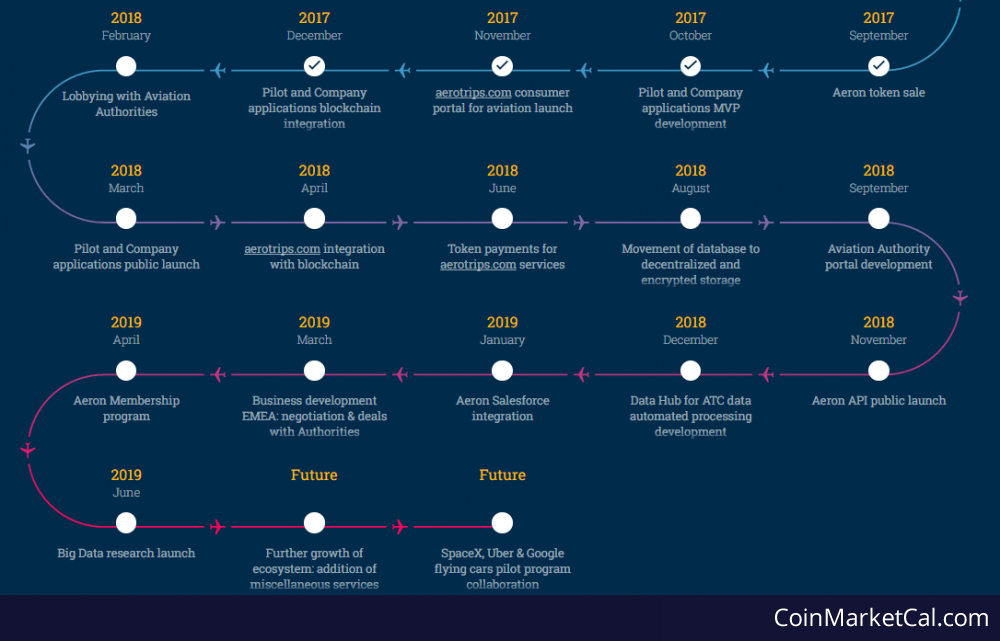 2018
February
Lobbying with Aviation
Authorities
2017
December
Pilot and Company
applications blockchain
integration
2017
November
aerotrips.com consumer
portal for aviation launch
2017
October
Pilot and Company
applications MVP
development
2017
September
Aeron token sale
2018
March
Pilot and Company
applications public launch
2018
April
aerotrips.com integration
with blockchain
2018
June
Token payments for
aerotrips.com services
2018
August
Movement of database to
decentralized and
encrypted storage
2018
September
Aviation Authority
portal development
2019
April
Aeron Membership
program
2019
March
Business development
EMEA: negotiation & deals
with Authorities
2019
January
Aeron Salesforce
integration
2018
December
Data Hub for ATC data
automated processing
development
2018
November
Aeron API public launch
2019
June
Big Data research launch
Future
Further growth of
ecosystem: addition of
miscellaneous services
Future
SpaceX, Uber & Google
flying cars pilot program
collaboration
CoinMarketCal.com